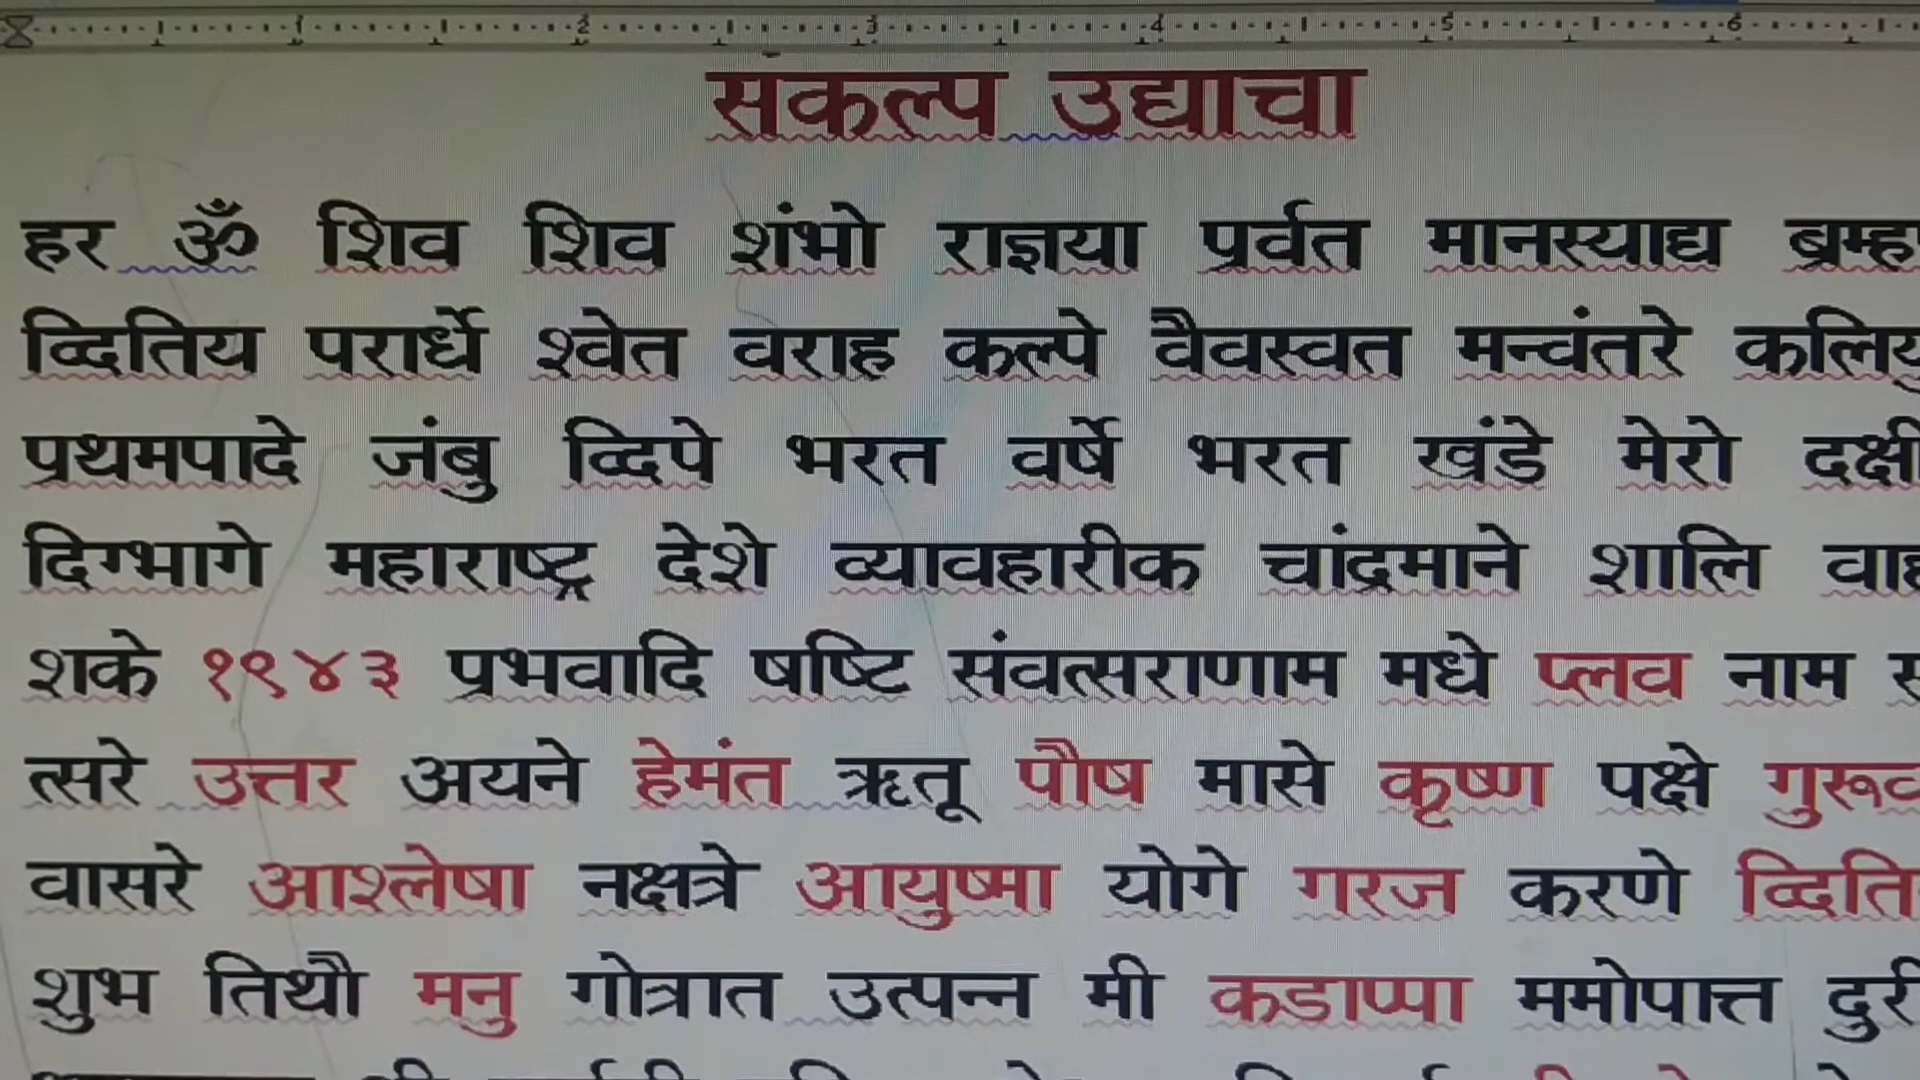 संकल्प उद्याचा
हर ॐ शिव शिव शंभो राज्ञया प्रर्वत मानस्याद्य ब्रम्ह
व्दितिय परार्धे श्वेत वराह कल्पे वैवस्वत मन्वंतरे कलियु
प्रथमपादे जंबु व्दिपे भरत वर्षे भरत खंडे मेरो दक्षी
दिग्भागे महाराष्ट्र देशे व्यावहारीक चांद्रमाने शालि वाह
शके १९४३ प्रभवादि षष्टि संवत्सराणाम मधे प्लव नाम स
त्सरे उत्तर अयने हेमंत ऋतू पौष मासे कृष्ण पक्षे गुरूव
वासरे आश्लेषा नक्षत्रे आयुष्मा योगे गरज करणे व्दिति
शुभ तिथौ मनु गोत्रात उत्पन्न मी कडाप्पा ममोपात्त दुरी